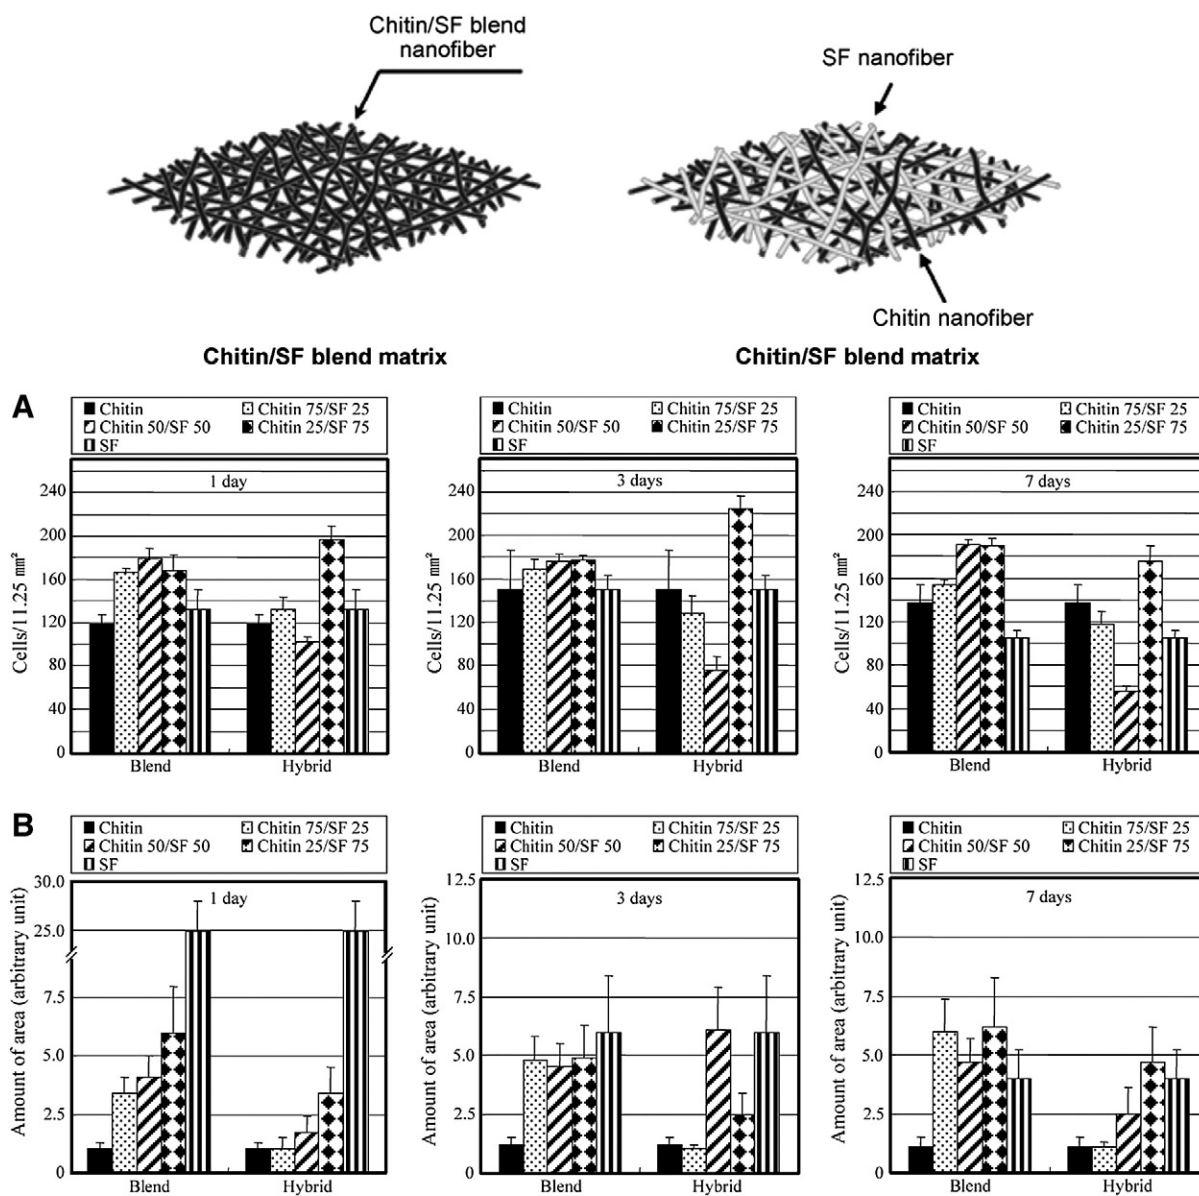 Chitin/SF blend
nanofiber
SF nanofiber
Chitin nanofiber
Chitin/SF blend matrix
Chitin/SF blend matrix
A
Chitin
Chitin 75/SF 25
Chitin 50/SF 50
Chitin 25/SF 75
SF
1 day
Cells/11.25 mm²
240
200
160
120
80
40
0
Blend
Hybrid
Chitin
Chitin 75/SF 25
Chitin 50/SF 50
Chitin 25/SF 75
SF
3 days
Cells/11.25 mm²
240
200
160
120
80
40
0
Blend
Hybrid
Chitin
Chitin 75/SF 25
Chitin 50/SF 50
Chitin 25/SF 75
SF
7 days
Cells/11.25 mm²
240
200
160
120
80
40
0
Blend
Hybrid
B
Chitin
Chitin 75/SF 25
Chitin 50/SF 50
Chitin 25/SF 75
SF
1 day
Amount of area (arbitrary unit)
30.0
25.0
7.5
5.0
2.5
0
Blend
Hybrid
Chitin
Chitin 75/SF 25
Chitin 50/SF 50
Chitin 25/SF 75
SF
3 days
Amount of area (arbitrary unit)
12.5
10.0
7.5
5.0
2.5
0
Blend
Hybrid
Chitin
Chitin 75/SF 25
Chitin 50/SF 50
Chitin 25/SF 75
SF
7 days
Amount of area (arbitrary unit)
12.5
10.0
7.5
5.0
2.5
0
Blend
Hybrid